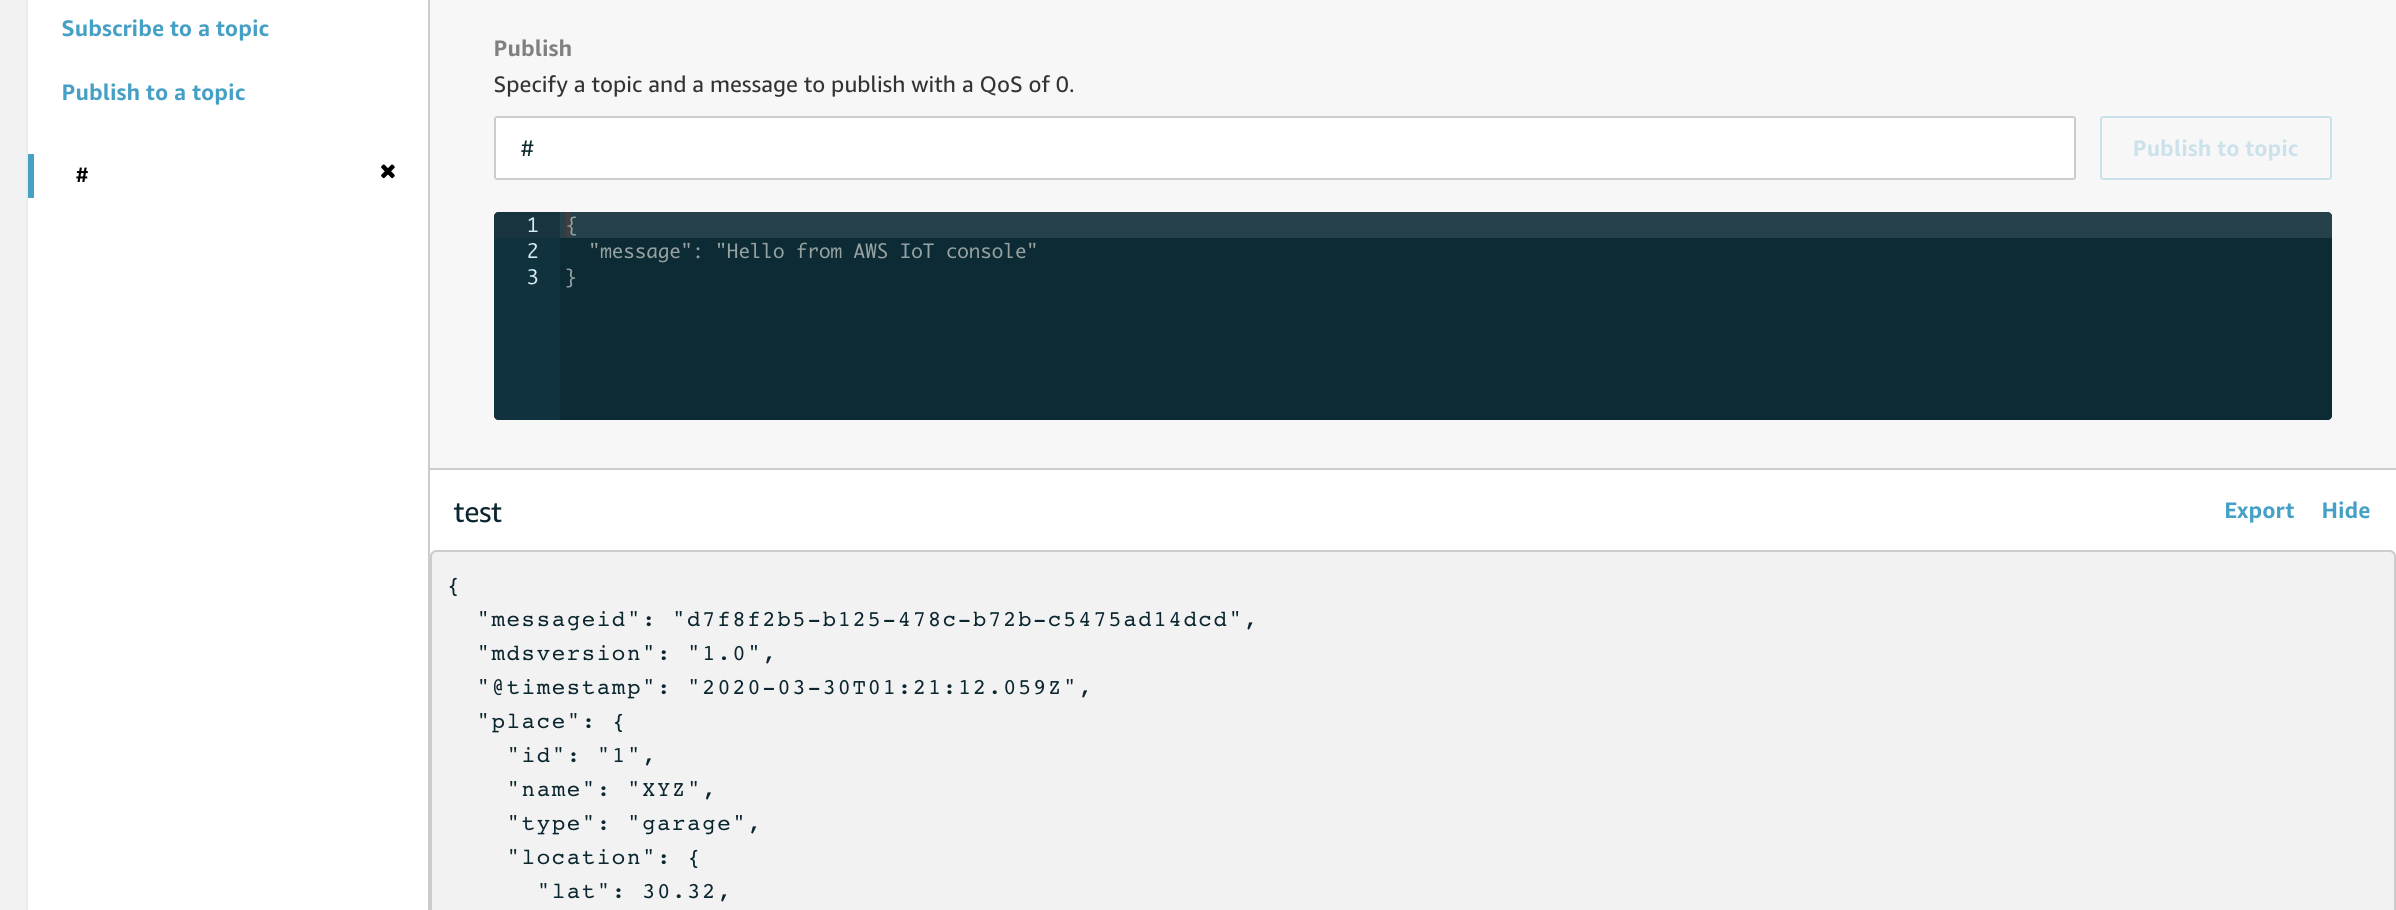 Subscribe to a topic
Publish to a topic
#
Publish
Specify a topic and a message to publish with a QoS of 0.
#
Publish to topic
1 {
2   "message": "Hello from AWS IoT console"
3 }
test
Export Hide
{
  "messageid": "d7f8f2b5-b125-478c-b72b-c5475ad14dcd",
  "mdsversion": "1.0",
  "@timestamp": "2020-03-30T01:21:12.059Z",
  "place": {
    "id": "1",
    "name": "XYZ",
    "type": "garage",
    "location": {
      "lat": 30.32,